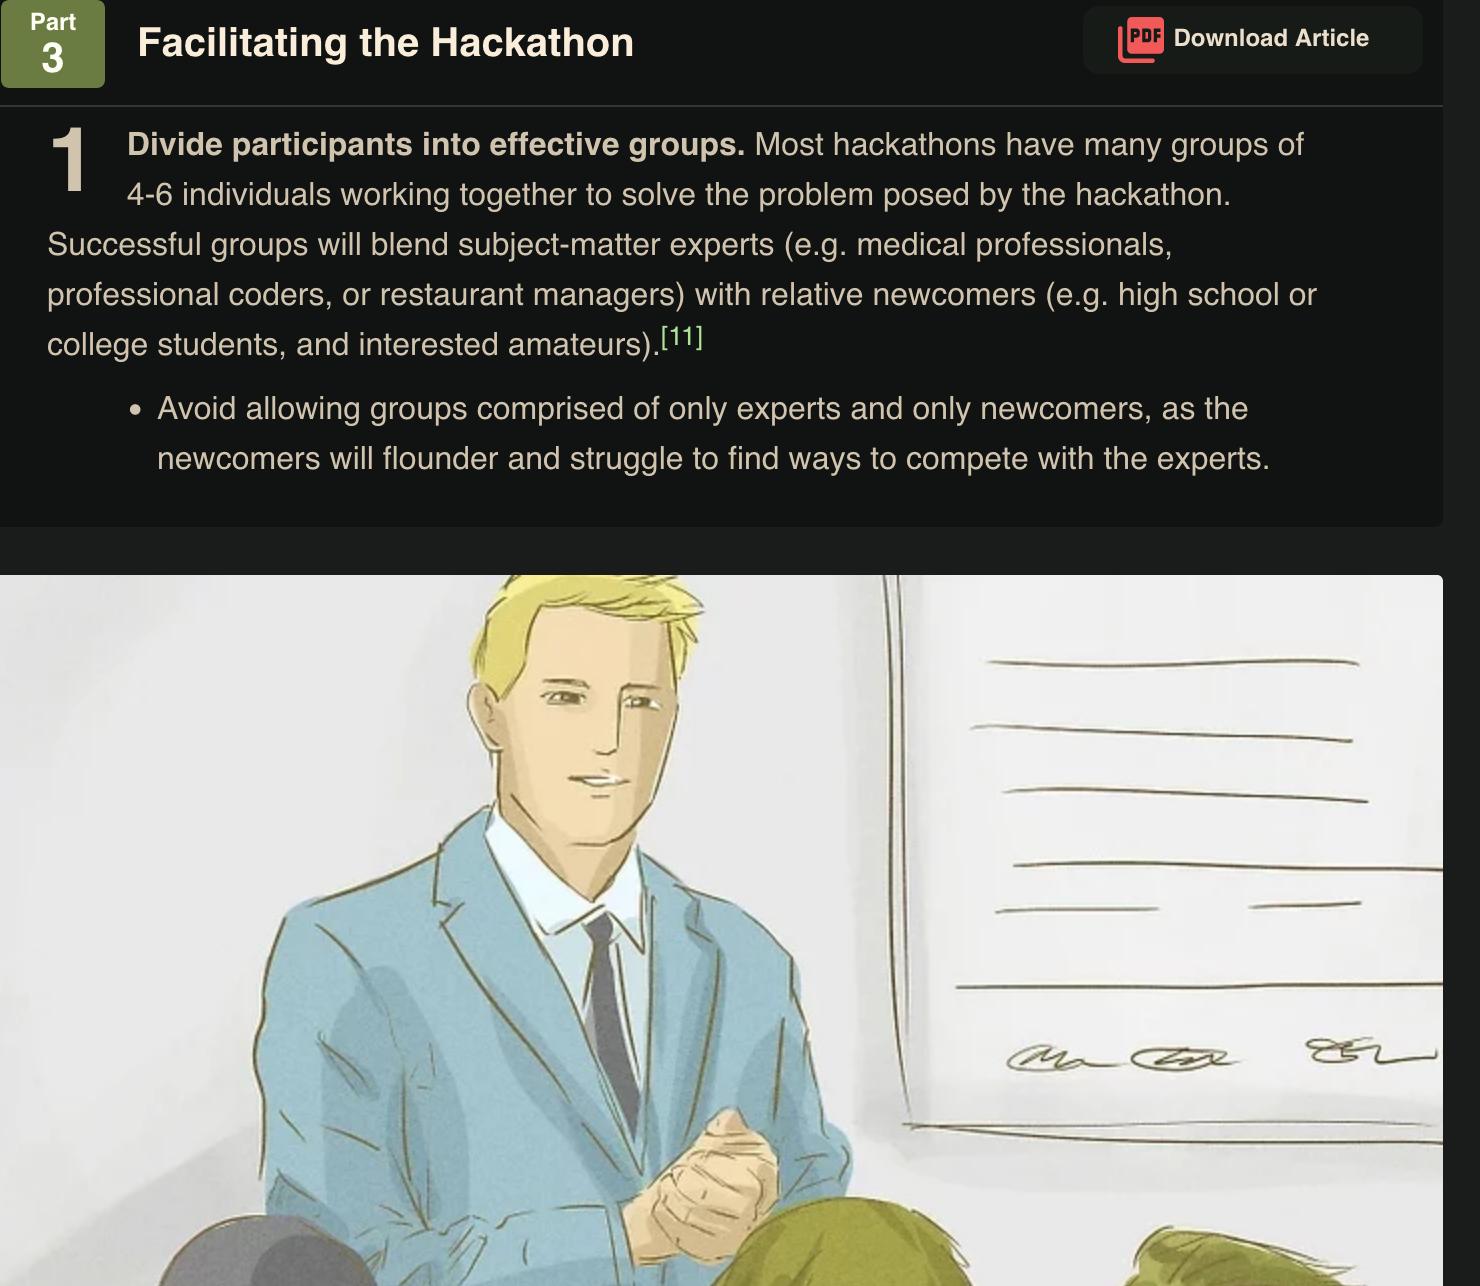 Part
3
Facilitating the Hackathon
PDF Download Article
1
Divide participants into effective groups. Most hackathons have many groups of
4-6 individuals working together to solve the problem posed by the hackathon.
Successful groups will blend subject-matter experts (e.g. medical professionals,
professional coders, or restaurant managers) with relative newcomers (e.g. high school or
college students, and interested amateurs).[11]
• Avoid allowing groups comprised of only experts and only newcomers, as the
newcomers will flounder and struggle to find ways to compete with the experts.